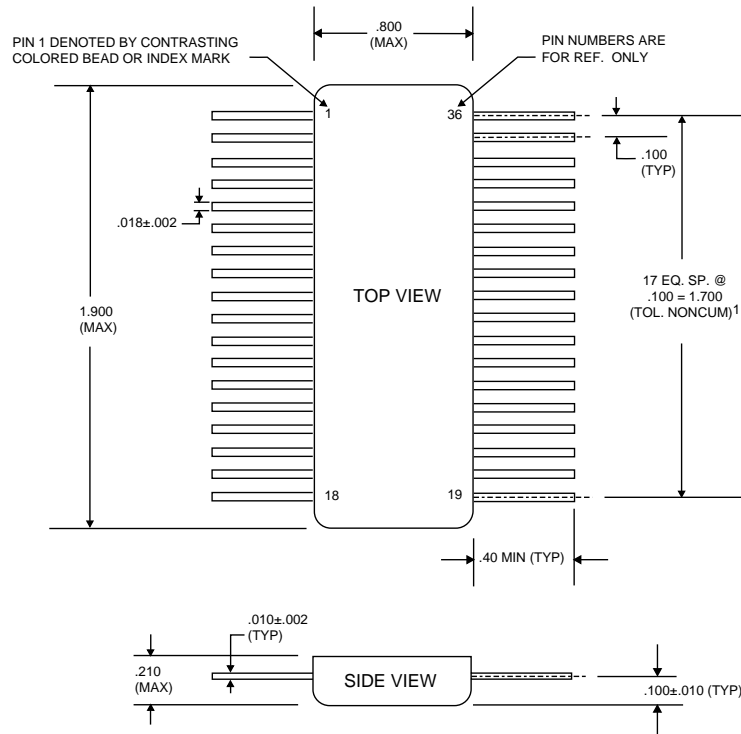 .800
(MAX)
PIN 1 DENOTED BY CONTRASTING
COLORED BEAD OR INDEX MARK
PIN NUMBERS ARE
FOR REF. ONLY
1
36
.100
(TYP)
.018±.002
17 EQ. SP. @
.100 = 1.700
(TOL. NONCUM)1
TOP VIEW
1.900
(MAX)
18
19
.40 MIN (TYP)
.010±.002
(TYP)
.210
(MAX)
SIDE VIEW
.100±.010 (TYP)